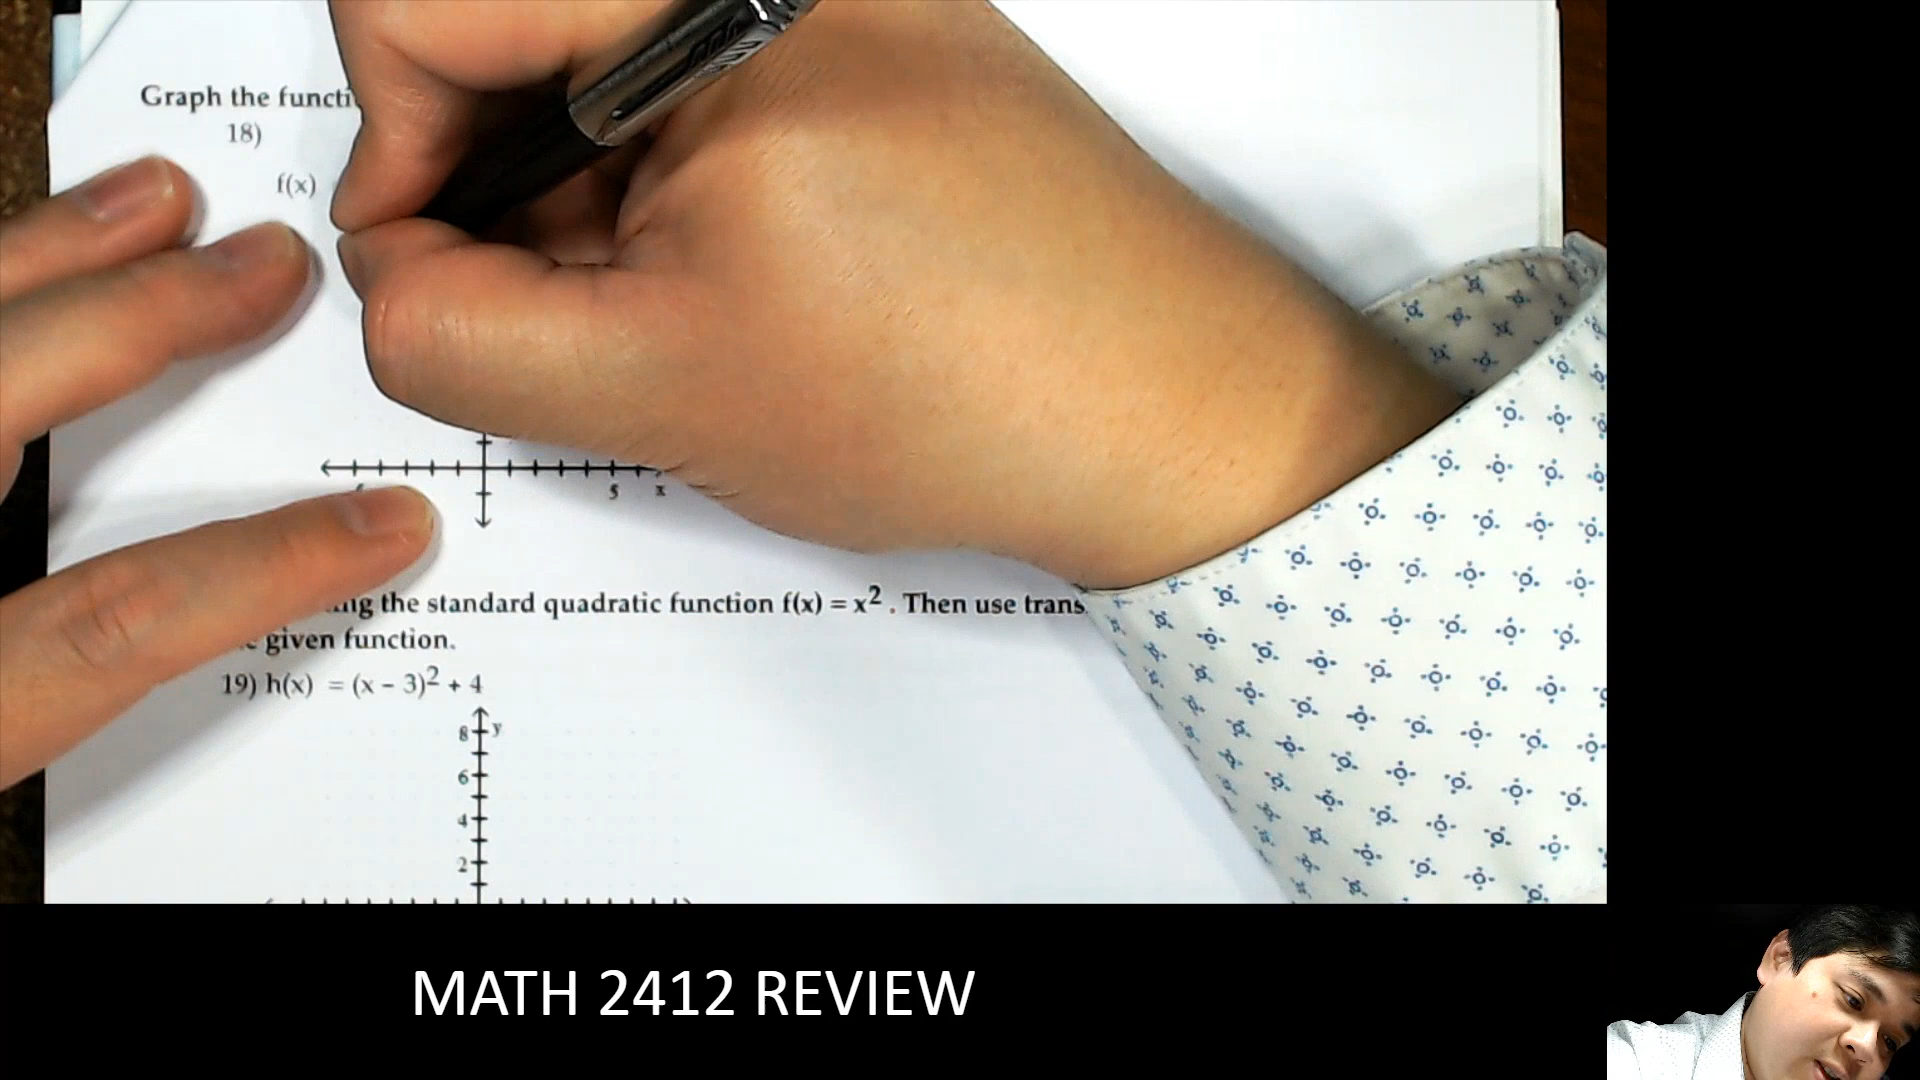 Graph the functi
18)
f(x)
5 x
the standard quadratic function f(x) = x² . Then use trans
given function.
19) h(x) = (x − 3)² + 4
8 y
6
4
2
MATH 2412 REVIEW